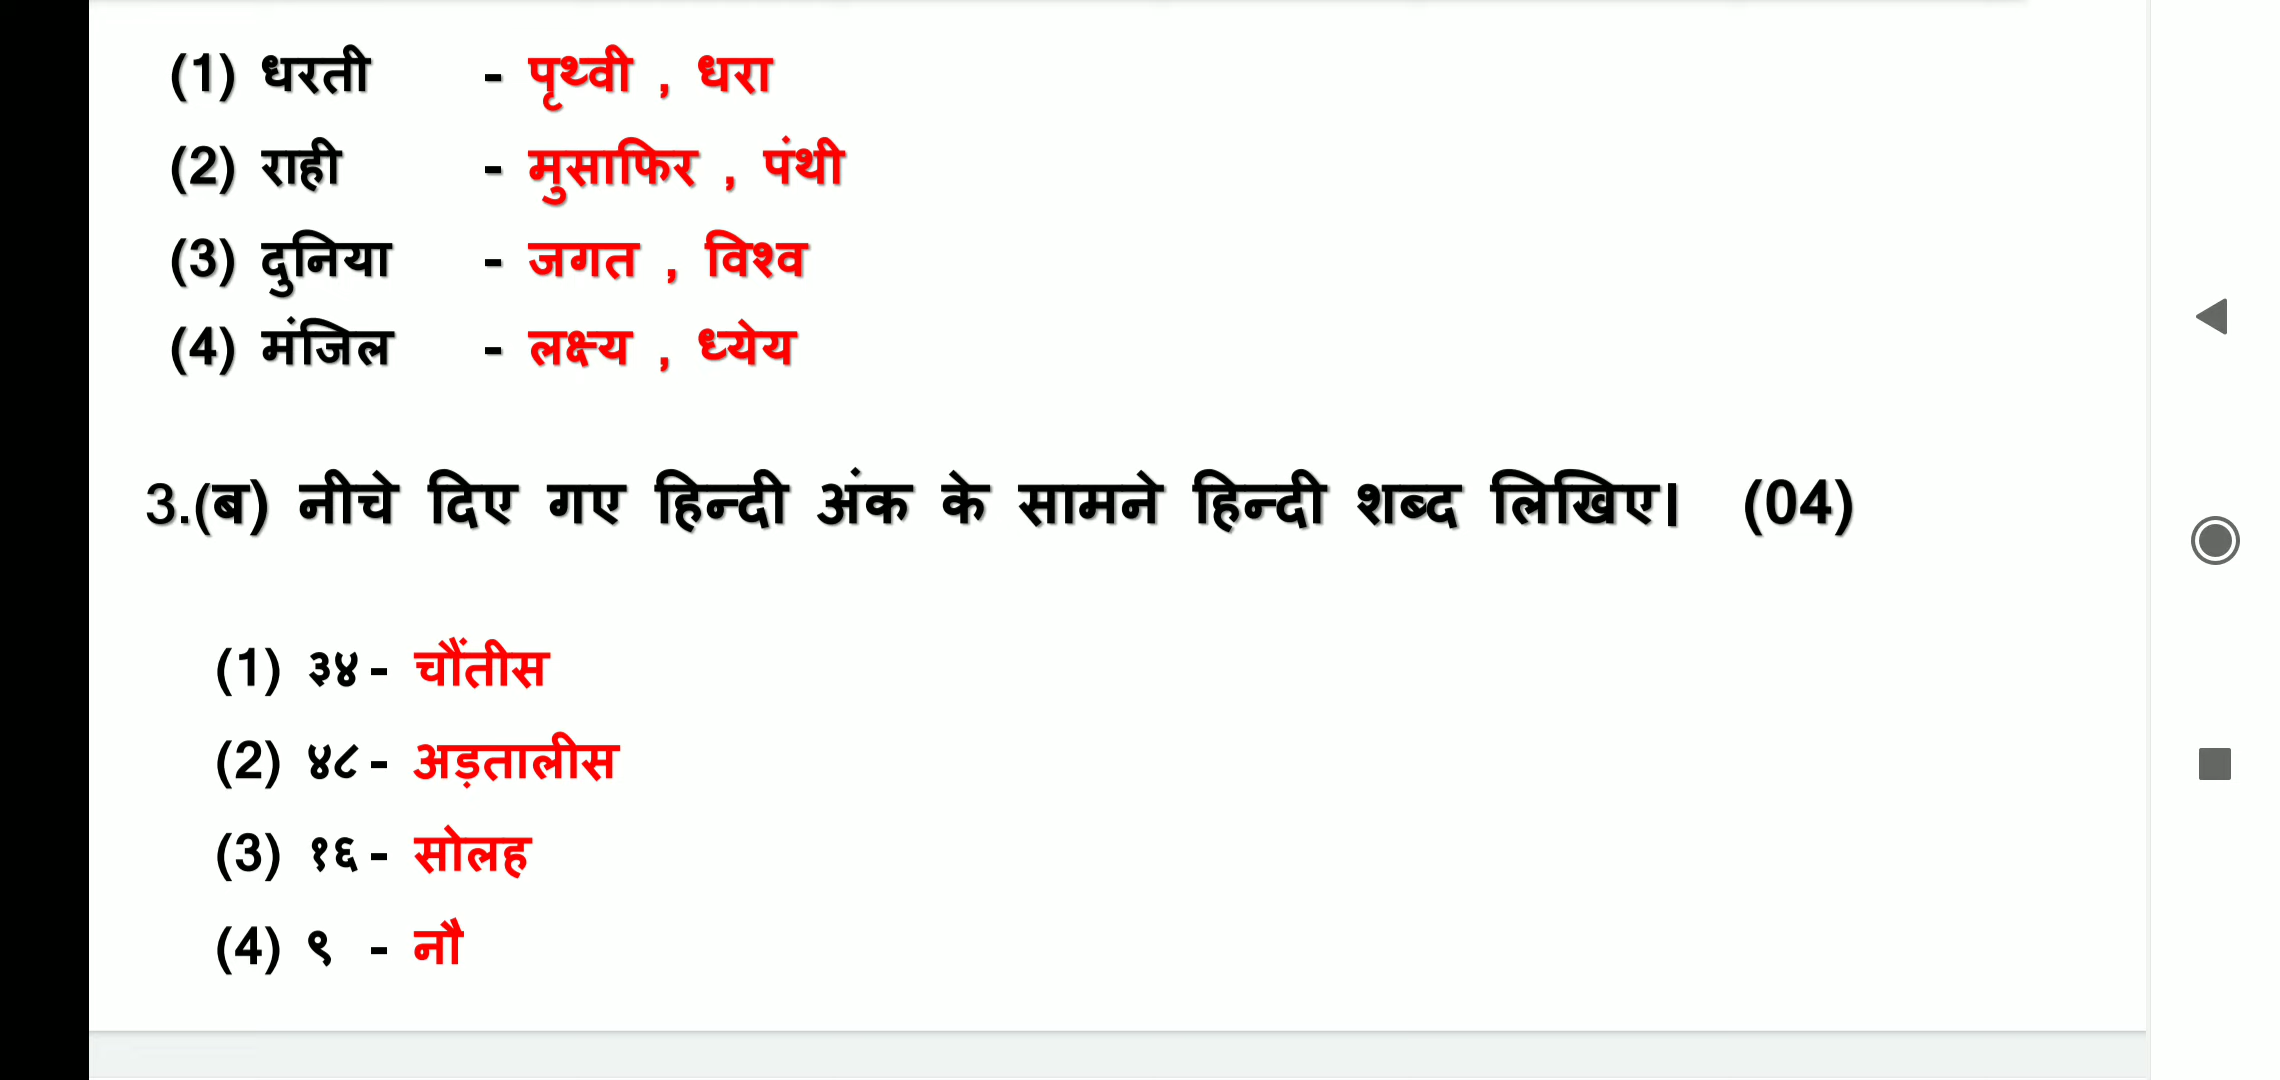 (1) धरती - पृथ्वी , धरा
(2) राही - मुसाफिर , पंथी
(3) दुनिया - जगत , विश्व
(4) मंजिल - लक्ष्य , ध्येय
3.(ब) नीचे दिए गए हिन्दी अंक के सामने हिन्दी शब्द लिखिए। (04)
(1) ३४ - चौंतीस
(2) ४८ - अड़तालीस
(3) १६ - सोलह
(4) ९ - नौ